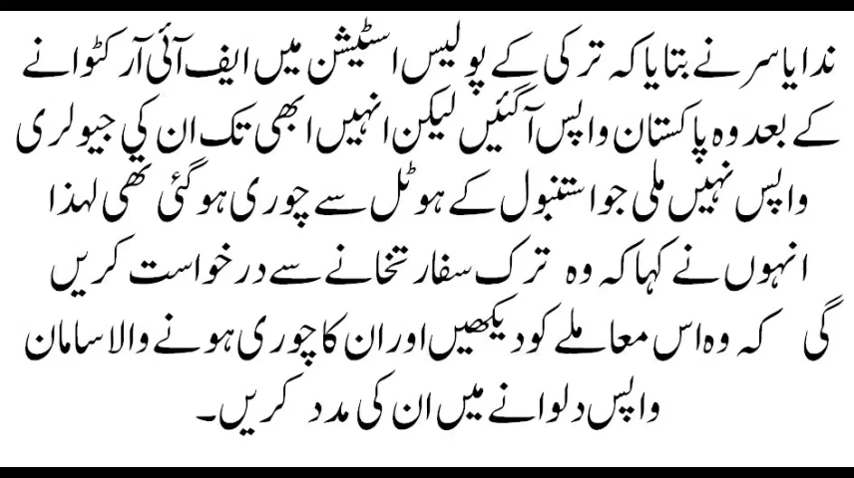 ندا یاسر نے بتایا کہ ترکی کے پولیس اسٹیشن میں ایف آئی آر کٹوانے
کے بعد وہ پاکستان واپس آگئیں لیکن انہیں ابھی تک ان کی جیولری
واپس نہیں ملی جو استنبول کے ہوٹل سے چوری ہوگئی تھی لہذا
انہوں نے کہا کہ وہ ترک سفارتخانے سے درخواست کریں
گی کہ وہ اس معاملے کو دیکھیں اور ان کا چوری ہونے والا سامان
واپس دلوانے میں ان کی مدد کریں۔